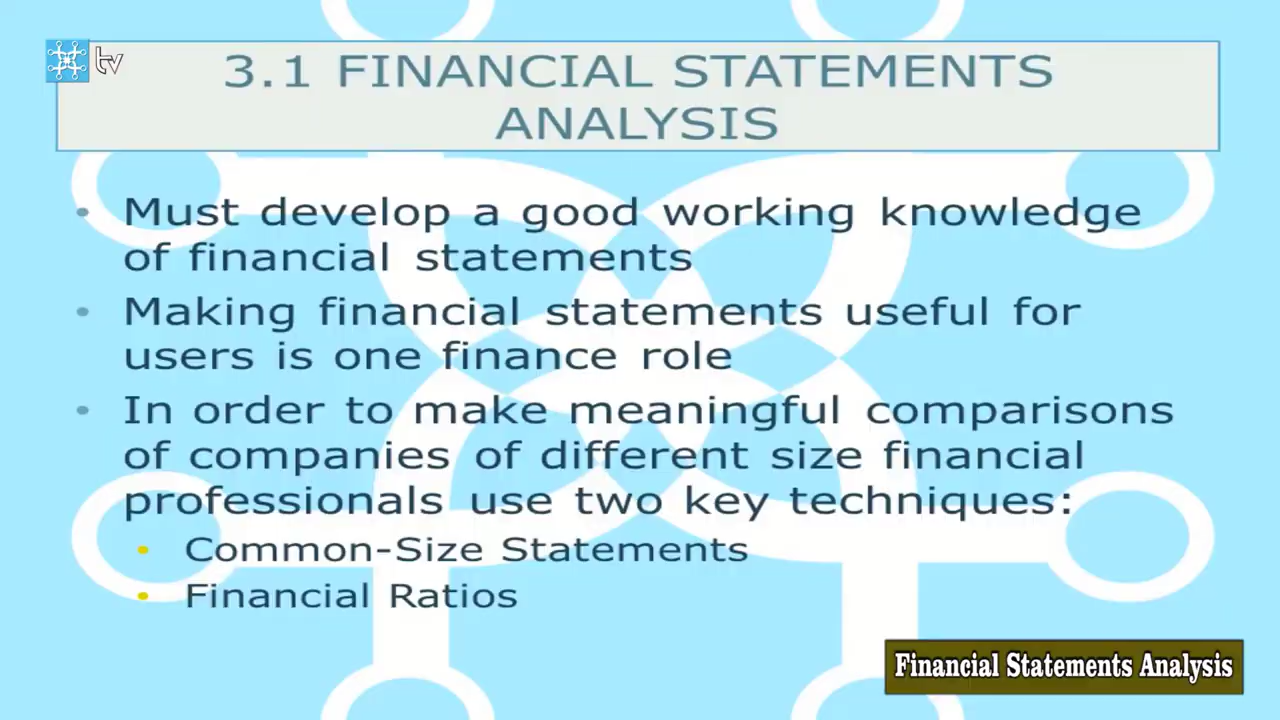 tv
3.1 FINANCIAL STATEMENTS
ANALYSIS
• Must develop a good working knowledge
of financial statements
• Making financial statements useful for
users is one finance role
• In order to make meaningful comparisons
of companies of different size financial
professionals use two key techniques:
• Common-Size Statements
• Financial Ratios
Financial Statements Analysis